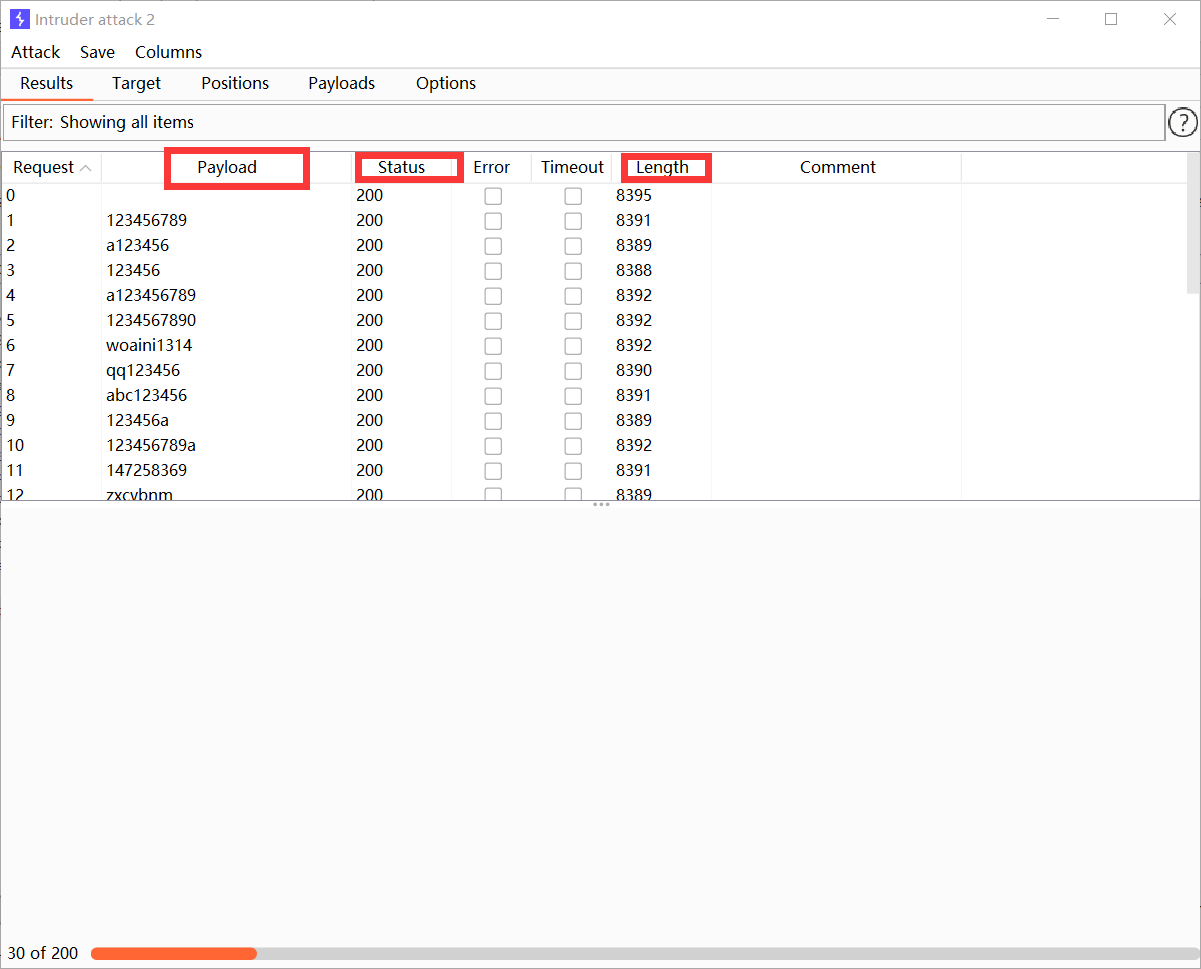 Intruder attack 2
Attack Save Columns
Results Target Positions Payloads Options
Filter: Showing all items ?
Request Payload Status Error Timeout Length Comment
0 200 8395
1 123456789 200 8391
2 a123456 200 8389
3 123456 200 8388
4 a123456789 200 8392
5 1234567890 200 8392
6 woaini1314 200 8392
7 qq123456 200 8390
8 abc123456 200 8391
9 123456a 200 8389
10 123456789a 200 8392
11 147258369 200 8391
12 zxcvbnm 200 8389
30 of 200